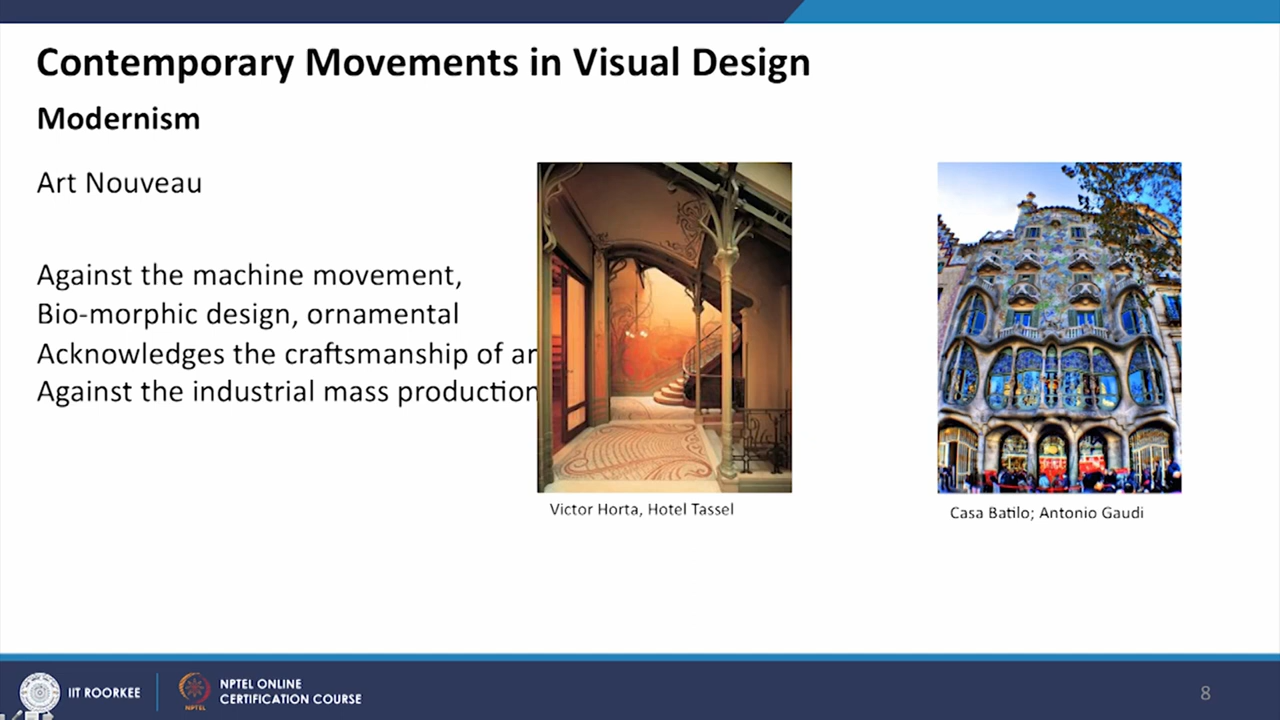 Contemporary Movements in Visual Design
Modernism
Art Nouveau
Against the machine movement,
Bio-morphic design, ornamental
Acknowledges the craftsmanship of ar
Against the industrial mass production
Victor Horta, Hotel Tassel
Casa Batilo; Antonio Gaudi
IIT ROORKEE
NPTEL
NPTEL ONLINE
CERTIFICATION COURSE
8